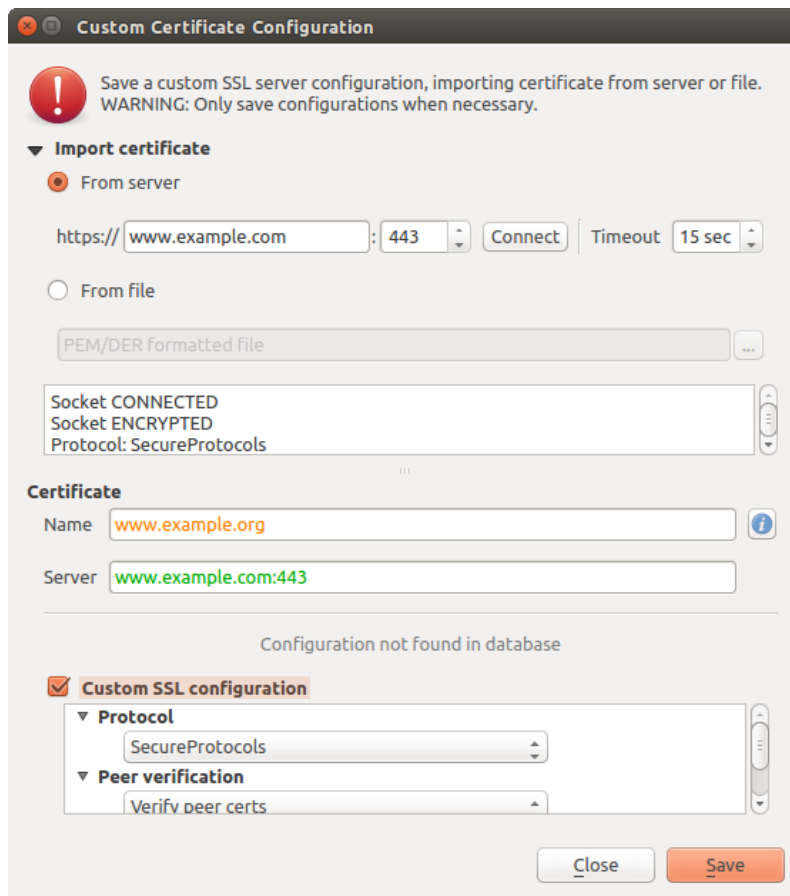 Custom Certificate Configuration
Save a custom SSL server configuration, importing certificate from server or file.
WARNING: Only save configurations when necessary.
Import certificate
From server
https:// www.example.com : 443 Connect Timeout 15 sec
From file
PEM/DER formatted file ...
Socket CONNECTED
Socket ENCRYPTED
Protocol: SecureProtocols
Certificate
Name www.example.org
Server www.example.com:443
Configuration not found in database
Custom SSL configuration
Protocol
SecureProtocols
Peer verification
Verify peer certs
Close Save